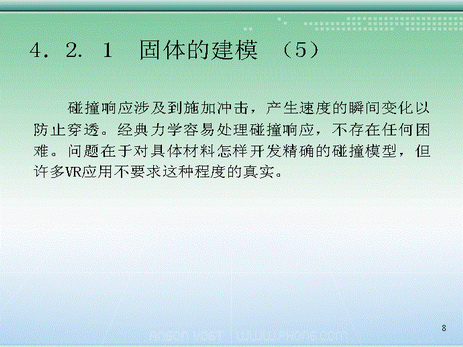 4．2．1　固体的建模 （5）
碰撞响应涉及到施加冲击，产生速度的瞬间变化以
防止穿透。经典力学容易处理碰撞响应，不存在任何困
难。问题在于对具体材料怎样开发精确的碰撞模型，但
许多VR应用不要求这种程度的真实。
8